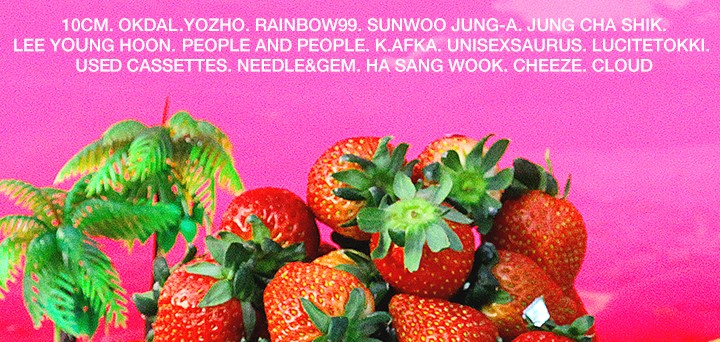 10CM. OKDAL.YOZHO. RAINBOW99. SUNWOO JUNG-A. JUNG CHA SHIK.
LEE YOUNG HOON. PEOPLE AND PEOPLE. K.AFKA. UNISEXSAURUS. LUCITETOKKI.
USED CASSETTES. NEEDLE&GEM. HA SANG WOOK. CHEEZE. CLOUD